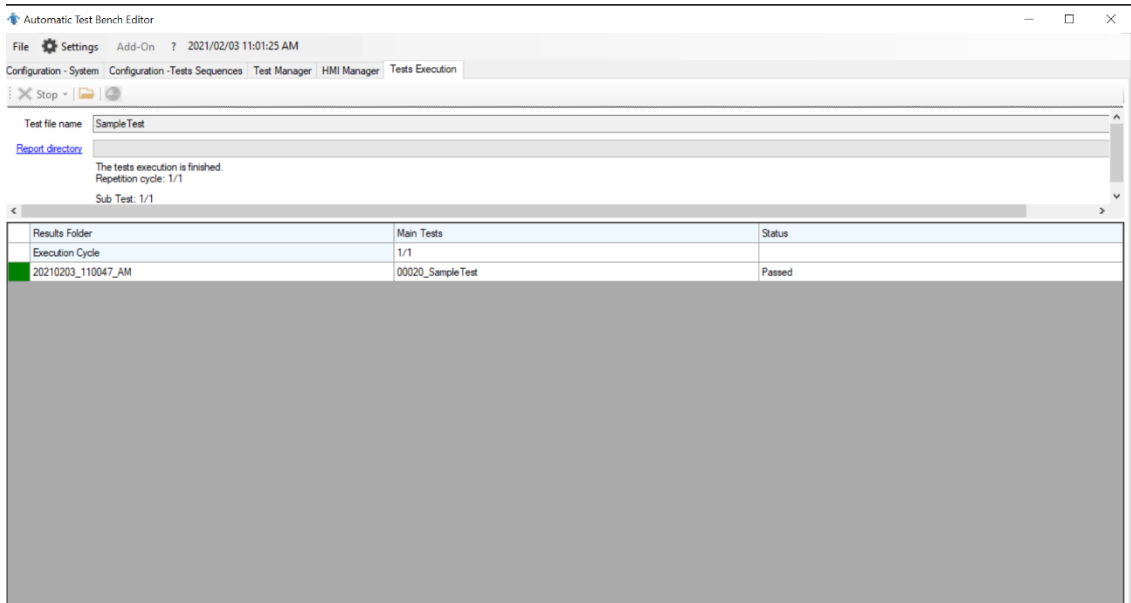 Automatic Test Bench Editor
File Settings Add-On ? 2021/02/03 11:01:25 AM
Configuration - System Configuration -Tests Sequences Test Manager HMI Manager Tests Execution
Stop
Test file name SampleTest
Report directory
The tests execution is finished.
Repetition cycle: 1/1
Sub Test: 1/1
Results Folder Main Tests Status
Execution Cycle 1/1
20210203_110047_AM 00020_SampleTest Passed